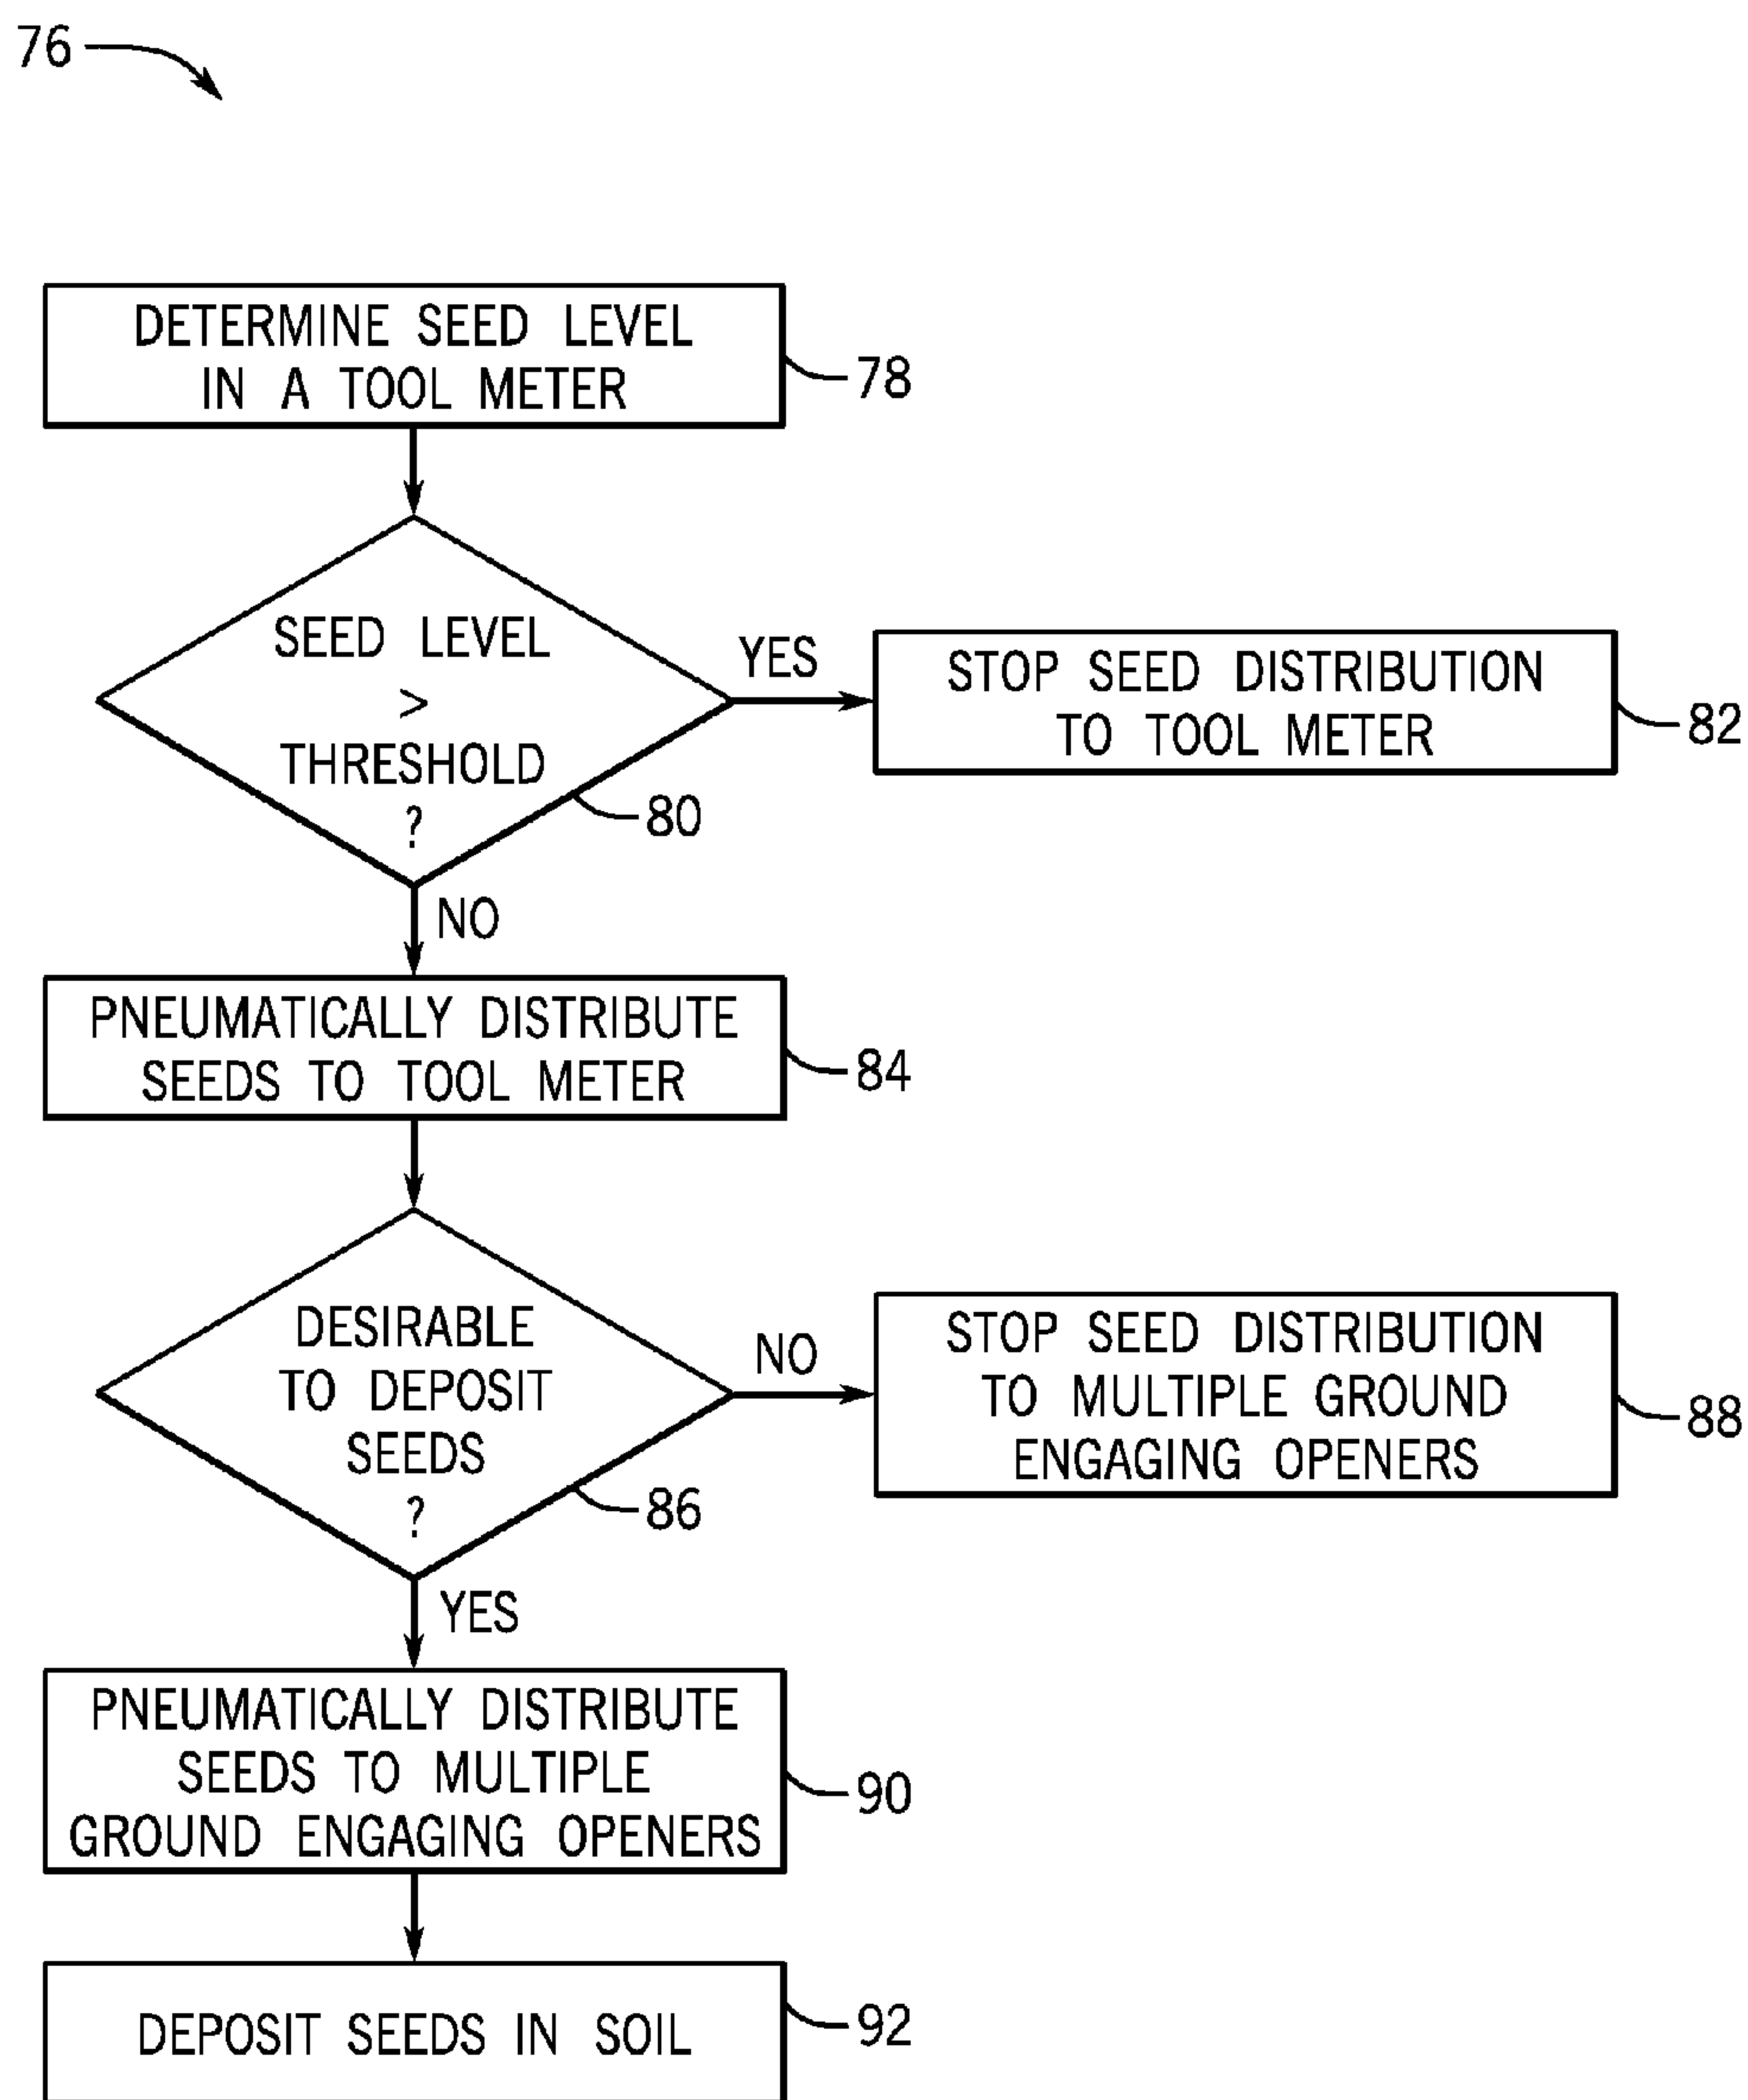 76
DETERMINE SEED LEVEL
IN A TOOL METER
78
SEED LEVEL
>
THRESHOLD
?
80
YES
STOP SEED DISTRIBUTION
TO TOOL METER
82
NO
PNEUMATICALLY DISTRIBUTE
SEEDS TO TOOL METER
84
DESIRABLE
TO DEPOSIT
SEEDS
?
86
NO
STOP SEED DISTRIBUTION
TO MULTIPLE GROUND
ENGAGING OPENERS
88
YES
PNEUMATICALLY DISTRIBUTE
SEEDS TO MULTIPLE
GROUND ENGAGING OPENERS
90
DEPOSIT SEEDS IN SOIL
92